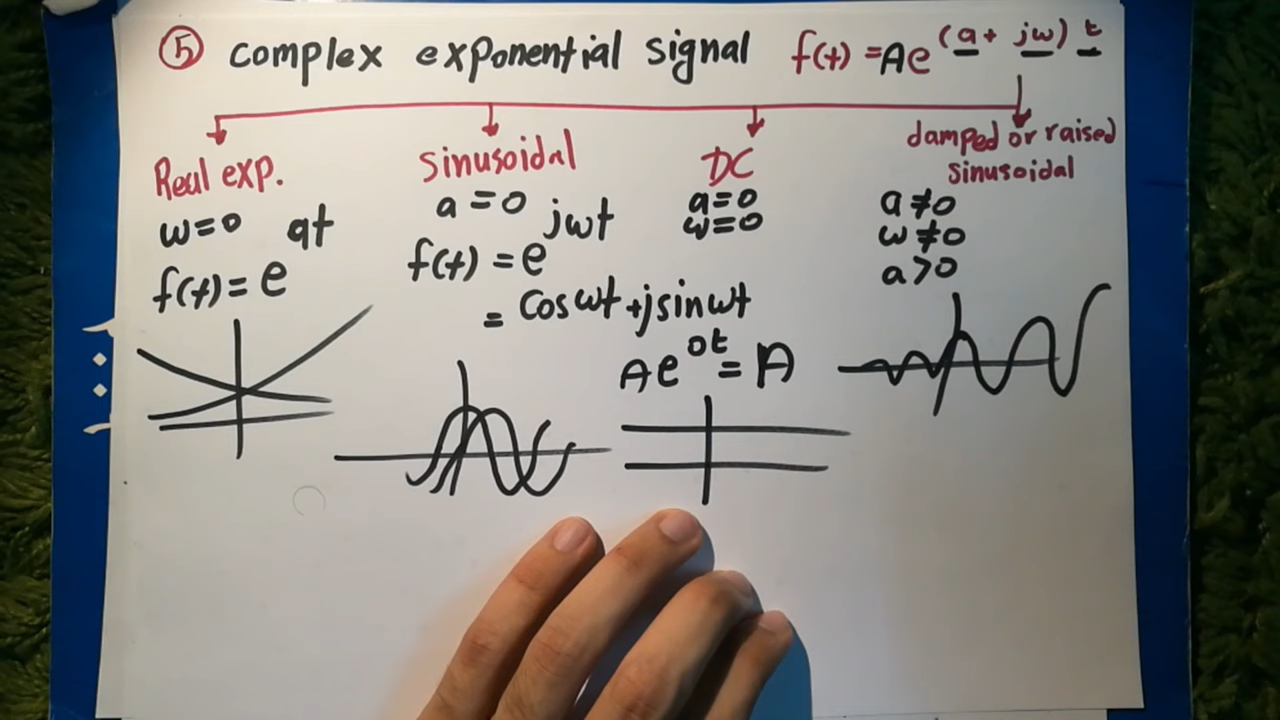 ⑤ complex exponential signal f(t) = Ae^(a + jω) t
Real exp.
ω=0
f(t) = e^at
sinusoidal
a=0
f(t) = e^jωt
= cosωt + jsinωt
DC
a=0
ω=0
Ae^0t = A
damped or raised
sinusoidal
a≠0
ω≠0
a>0